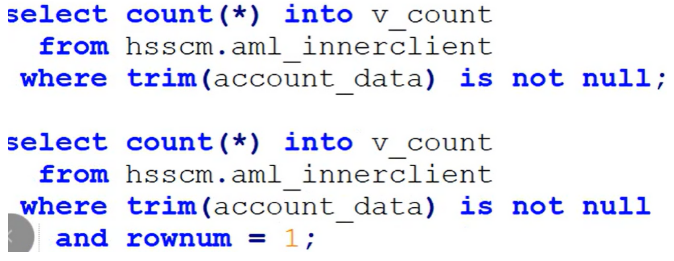 select count(*) into v_count
from hsscm.aml_innerclient
where trim(account_data) is not null;
select count(*) into v_count
from hsscm.aml_innerclient
where trim(account_data) is not null
and rownum = 1;